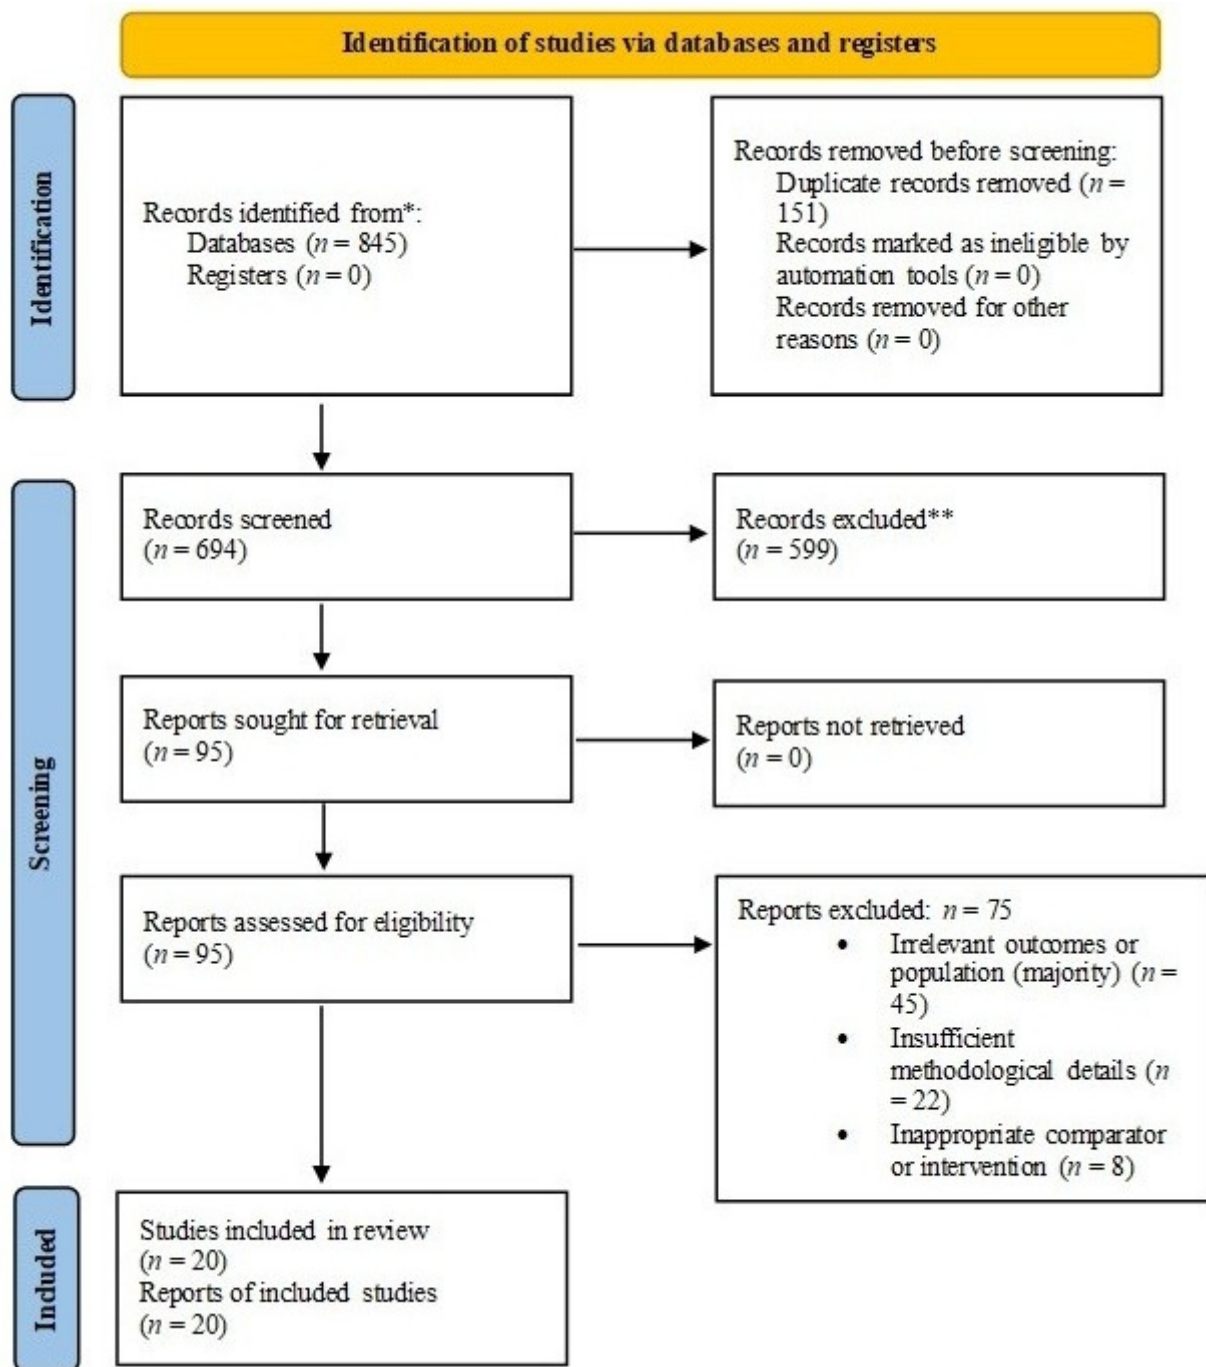 Identification of studies via databases and registers
Identification
Records identified from*:
Databases (n = 845)
Registers (n = 0)
Records removed before screening:
Duplicate records removed (n =
151)
Records marked as ineligible by
automation tools (n = 0)
Records removed for other
reasons (n = 0)
Screening
Records screened
(n = 694)
Records excluded**
(n = 599)
Reports sought for retrieval
(n = 95)
Reports not retrieved
(n = 0)
Reports assessed for eligibility
(n = 95)
Reports excluded: n = 75
• Irrelevant outcomes or
population (majority) (n =
45)
• Insufficient
methodological details (n
= 22)
• Inappropriate comparator
or intervention (n = 8)
Included
Studies included in review
(n = 20)
Reports of included studies
(n = 20)